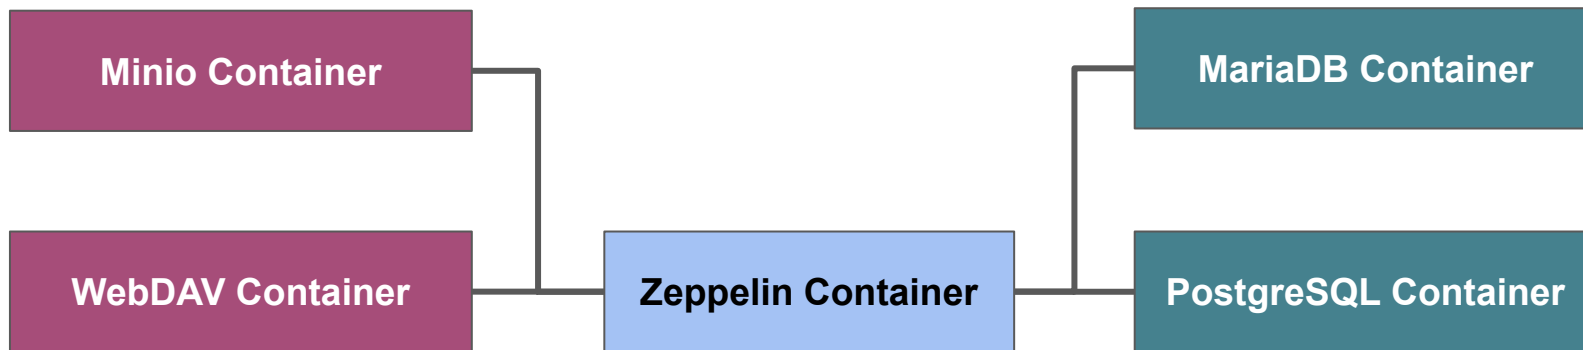 Minio Container
MariaDB Container
WebDAV Container
Zeppelin Container
PostgreSQL Container